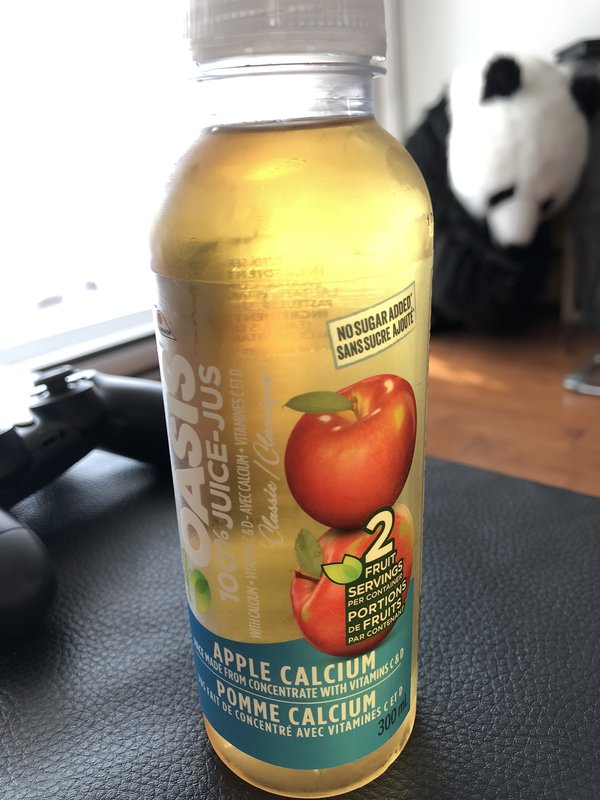 NO SUGAR ADDED*
SANS SUCRE AJOUTÉ*
OASIS
100% JUICE-JUS
WITH CALCIUM + VITAMINS C & D - AVEC CALCIUM + VITAMINES C ET D
Classic / Classique
2
FRUIT
SERVINGS
PER CONTAINER
PORTIONS
DE FRUITS
PAR CONTENANT
APPLE CALCIUM
JUICE MADE FROM CONCENTRATE WITH VITAMINS C & D
POMME CALCIUM
JUS FAIT DE CONCENTRÉ AVEC VITAMINES C ET D
300 mL